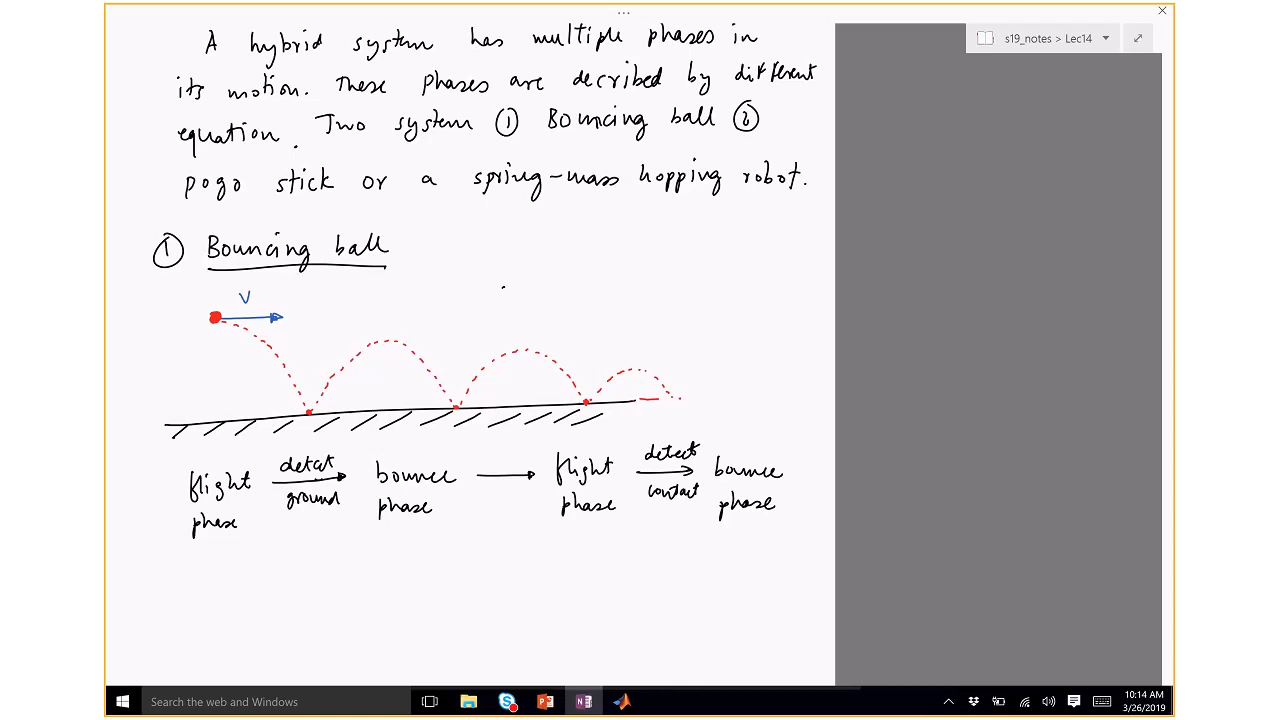 A hybrid system has multiple phases in
its motion. These phases are decribed by different
equation. Two system ① Bouncing ball ②
pogo stick or a spring-mass hopping robot.
① Bouncing ball
V
flight phase
detect ground
bounce phase
flight phase
detect contact
bounce phase
s19_notes > Lec14
Search the web and Windows
10:14 AM
3/26/2019